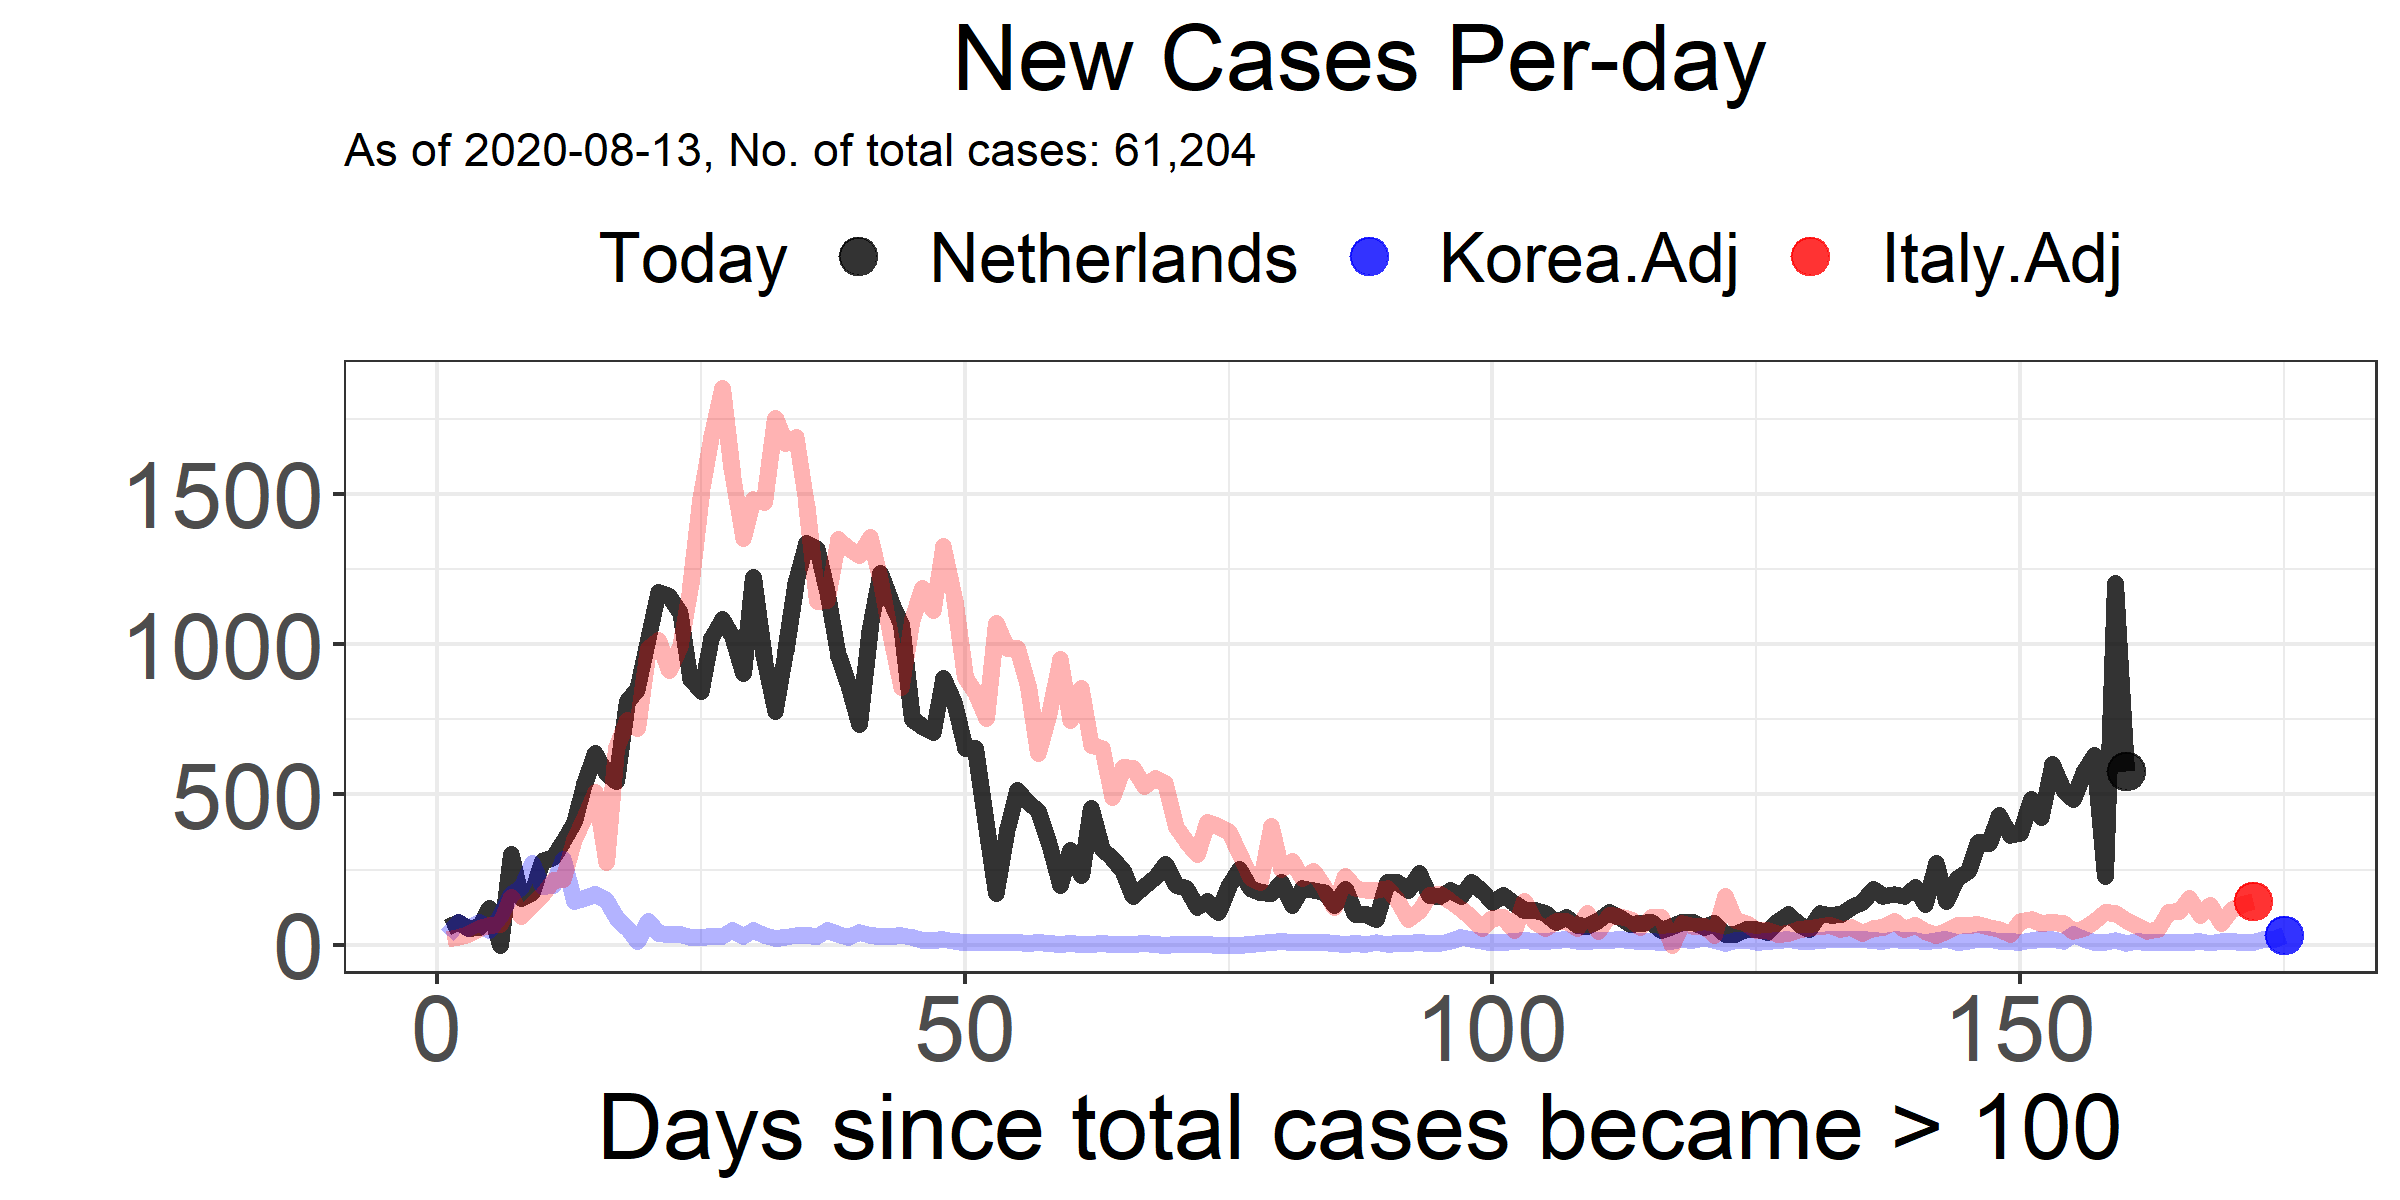 New Cases Per-day
As of 2020-08-13, No. of total cases: 61,204
Today Netherlands Korea.Adj Italy.Adj
1500
1000
500
0
0 50 100 150
Days since total cases became > 100